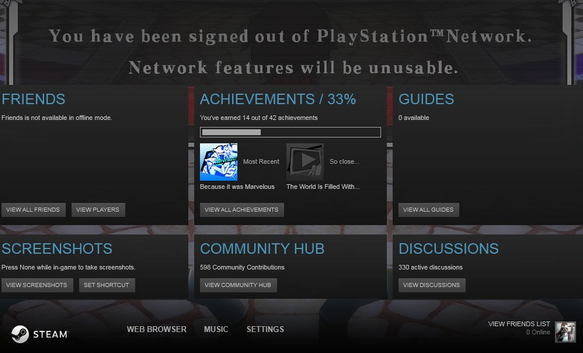 You have been signed out of PlayStation™Network.
Network features will be unusable.
FRIENDS
Friends is not available in offline mode.
VIEW ALL FRIENDS
VIEW PLAYERS
ACHIEVEMENTS / 33%
You've earned 14 out of 42 achievements
Most Recent
So close...
Because it was Marvelous
The World Is Filled With...
VIEW ALL ACHIEVEMENTS
GUIDES
0 available
VIEW ALL GUIDES
SCREENSHOTS
Press None while in-game to take screenshots.
VIEW SCREENSHOTS
SET SHORTCUT
COMMUNITY HUB
598 Community Contributions
VIEW COMMUNITY HUB
DISCUSSIONS
330 active discussions
VIEW DISCUSSIONS
STEAM
WEB BROWSER
MUSIC
SETTINGS
VIEW FRIENDS LIST
0 Online